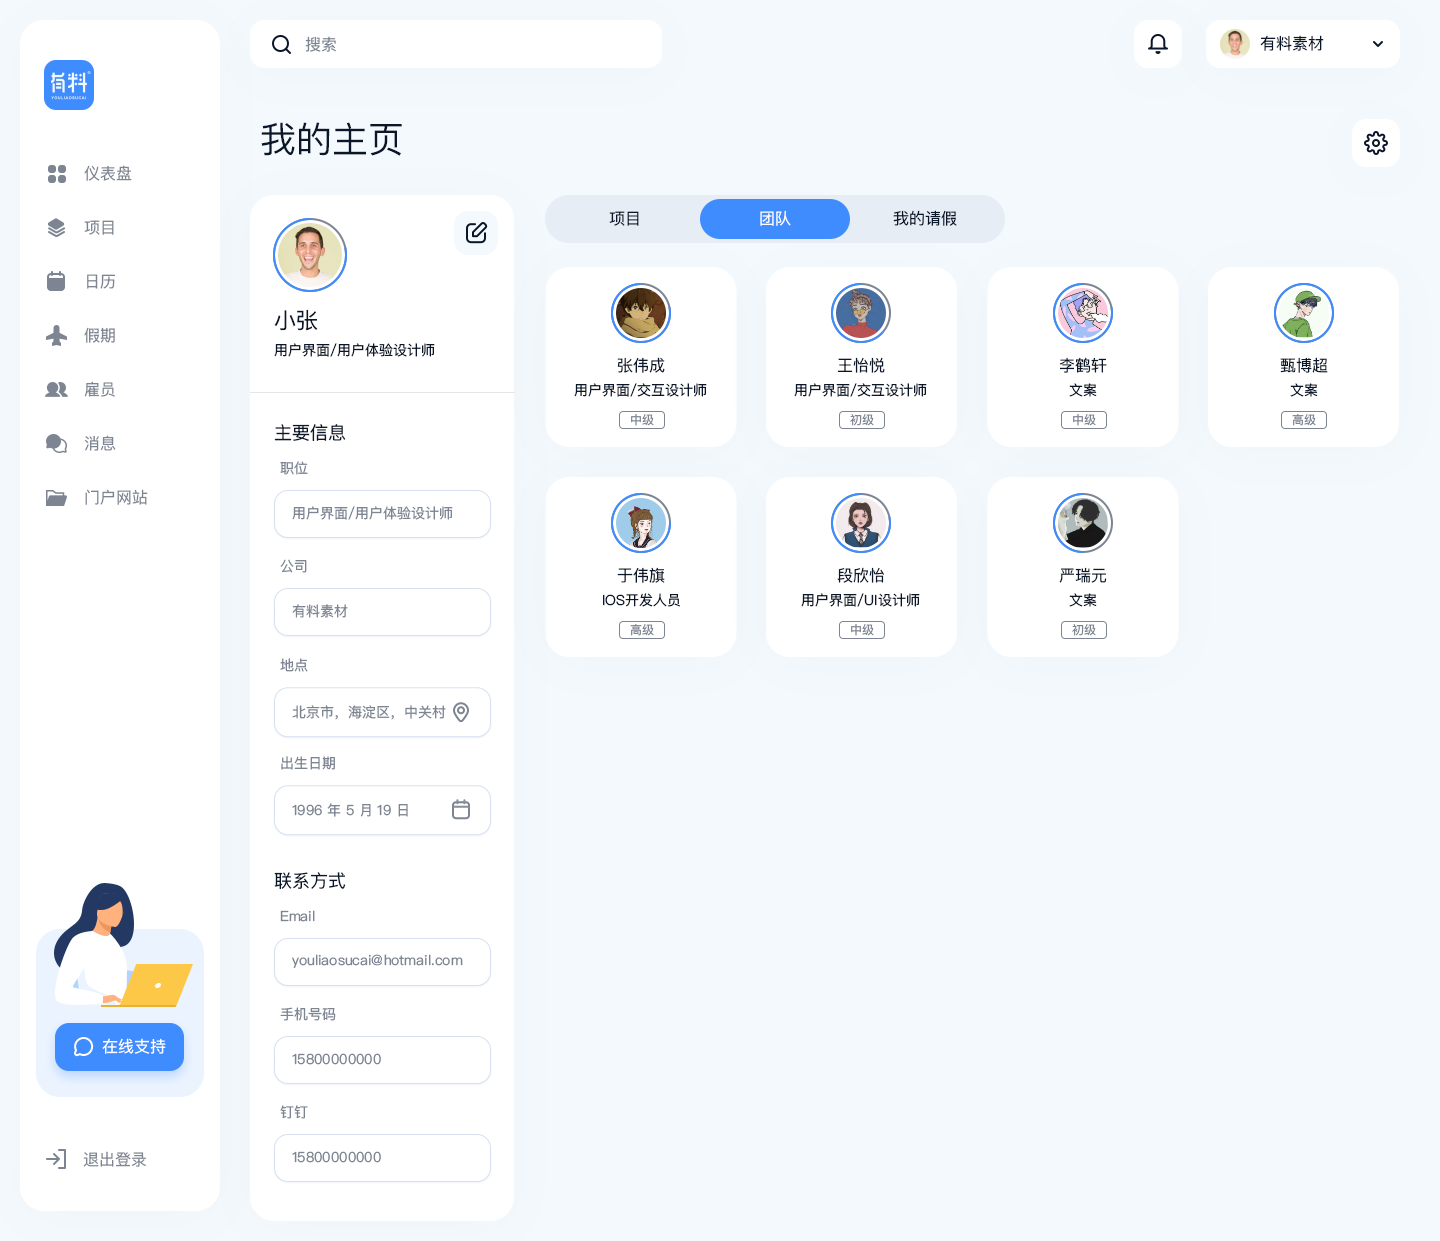 有料®
YOULIAOSUCAI
仪表盘
项目
日历
假期
雇员
消息
门户网站
在线支持
退出登录
搜索
有料素材
我的主页
小张
用户界面/用户体验设计师
主要信息
职位
用户界面/用户体验设计师
公司
有料素材
地点
北京市，海淀区，中关村
出生日期
1996 年 5 月 19 日
联系方式
Email
youliaosucai@hotmail.com
手机号码
15800000000
钉钉
15800000000
项目
团队
我的请假
张伟成
用户界面/交互设计师
中级
王怡悦
用户界面/交互设计师
初级
李鹤轩
文案
中级
甄博超
文案
高级
于伟旗
IOS开发人员
高级
段欣怡
用户界面/UI设计师
中级
严瑞元
文案
初级